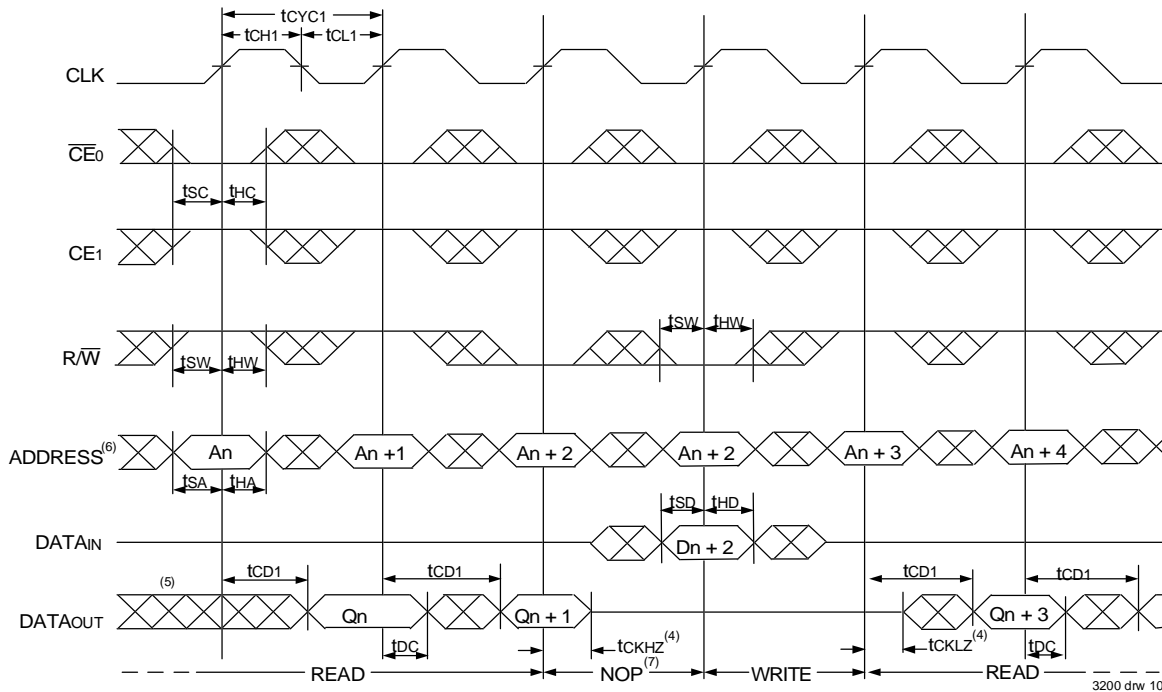 tCYC1
tCH1 tCL1
CLK
CE0
tSC tHC
CE1
tSW tHW
R/W
tSW tHW
ADDRESS(6) An An +1 An + 2 An + 2 An + 3 An + 4
tSA tHA
tSD tHD
DATAIN Dn + 2
(5) tCD1 tCD1 tCD1 tCD1
DATAOUT Qn Qn + 1 Qn + 3
tDC tCKHZ(4) tCKLZ(4) tDC
READ NOP(7) WRITE READ
3200 drw 10